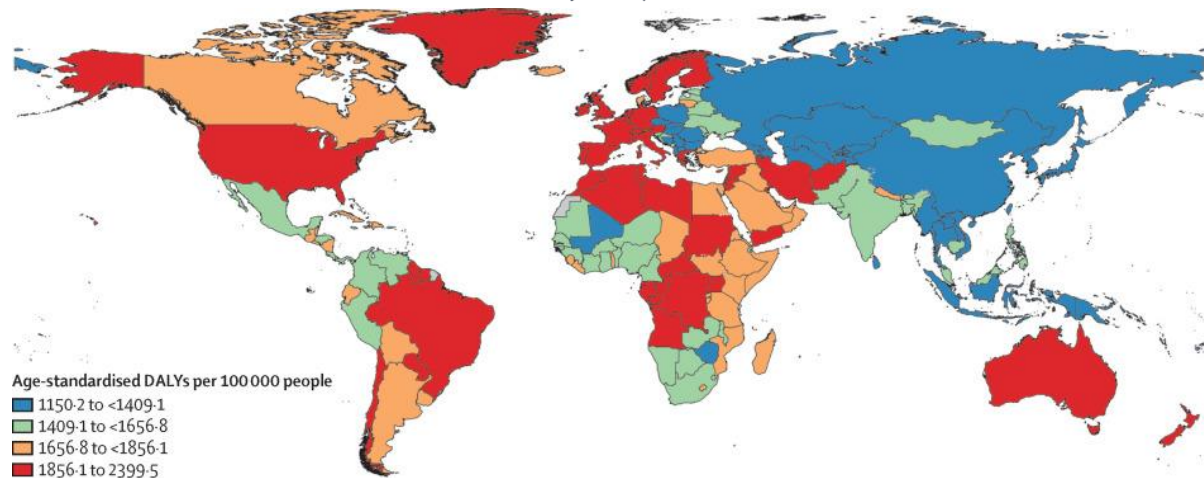 Age-standardised DALYs per 100 000 people
1150·2 to <1409·1
1409·1 to <1656·8
1656·8 to <1856·1
1856·1 to 2399·5